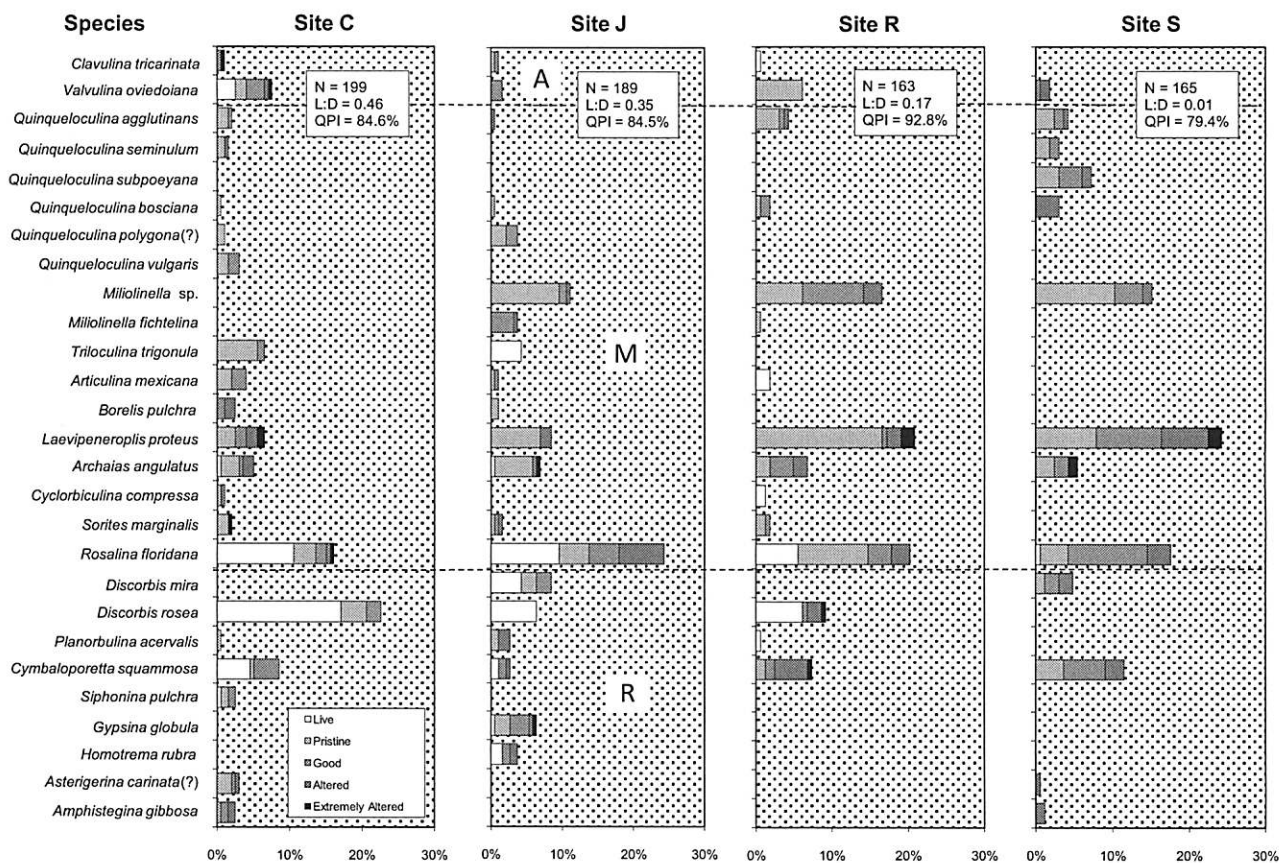 Species Site C Site J Site R Site S
Clavulina tricarinata
Valvulina oviedoiana
Quinqueloculina agglutinans
Quinqueloculina seminulum
Quinqueloculina subpoeyana
Quinqueloculina bosciana
Quinqueloculina polygona(?)
Quinqueloculina vulgaris
Miliolinella sp.
Miliolinella fichtelina
Triloculina trigonula
Articulina mexicana
Borelis pulchra
Laevipeneroplis proteus
Archaias angulatus
Cyclorbiculina compressa
Sorites marginalis
Rosalina floridana
Discorbis mira
Discorbis rosea
Planorbulina acervalis
Cymbaloporetta squammosa
Siphonina pulchra
Gypsina globula
Homotrema rubra
Asterigerina carinata(?)
Amphistegina gibbosa
N = 199
L:D = 0.46
QPI = 84.6%
Live
Pristine
Good
Altered
Extremely Altered
0% 10% 20% 30%
A
N = 189
L:D = 0.35
QPI = 84.5%
M
R
0% 10% 20% 30%
N = 163
L:D = 0.17
QPI = 92.8%
0% 10% 20% 30%
N = 165
L:D = 0.01
QPI = 79.4%
0% 10% 20% 30%